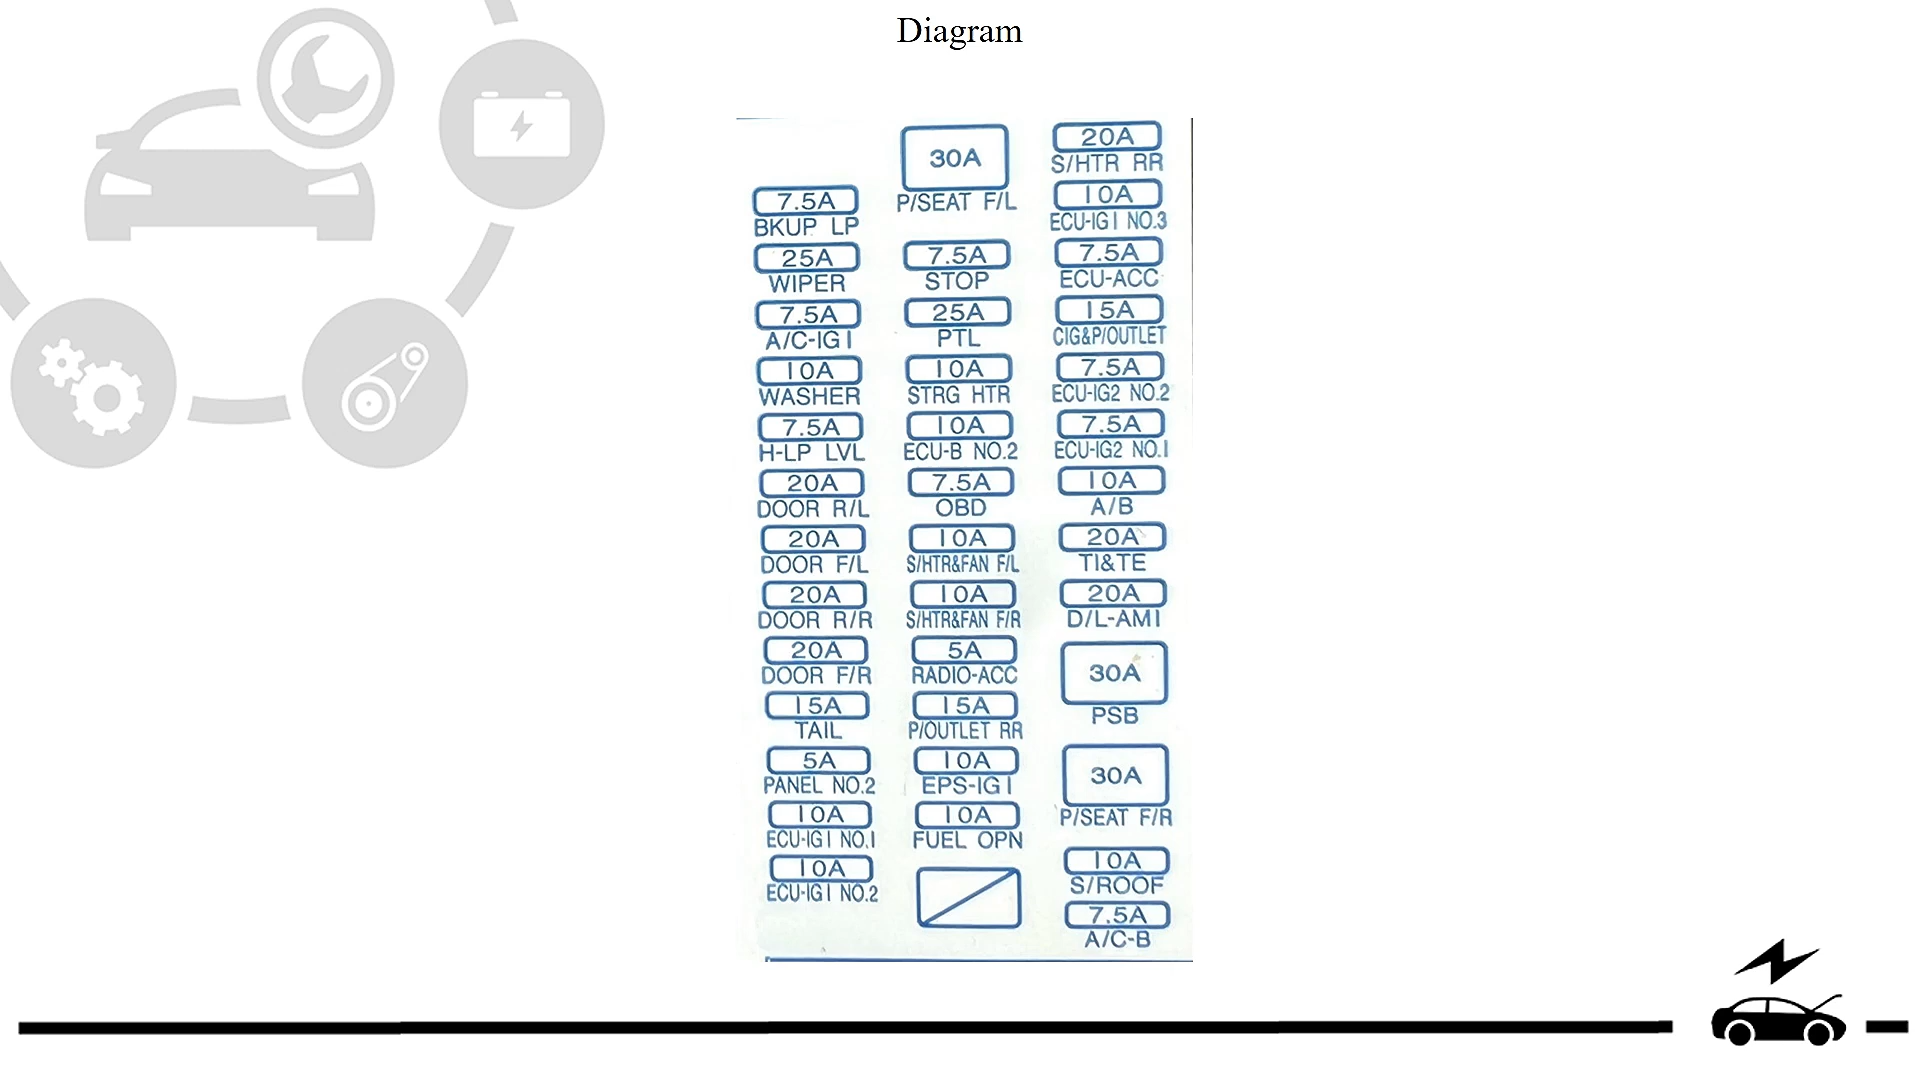 Diagram
7.5A
BKUP LP
25A
WIPER
7.5A
A/C-IG1
10A
WASHER
7.5A
H-LP LVL
20A
DOOR R/L
20A
DOOR F/L
20A
DOOR R/R
20A
DOOR F/R
15A
TAIL
5A
PANEL NO.2
10A
ECU-IG1 NO.1
10A
ECU-IG1 NO.2
30A
P/SEAT F/L
7.5A
STOP
25A
PTL
10A
STRG HTR
10A
ECU-B NO.2
7.5A
OBD
10A
S/HTR&FAN F/L
10A
S/HTR&FAN F/R
5A
RADIO-ACC
15A
P/OUTLET RR
10A
EPS-IG1
10A
FUEL OPN
20A
S/HTR RR
10A
ECU-IG1 NO.3
7.5A
ECU-ACC
15A
CIG&P/OUTLET
7.5A
ECU-IG2 NO.2
7.5A
ECU-IG2 NO.1
10A
A/B
20A
TI&TE
20A
D/L-AM1
30A
PSB
30A
P/SEAT F/R
10A
S/ROOF
7.5A
A/C-B